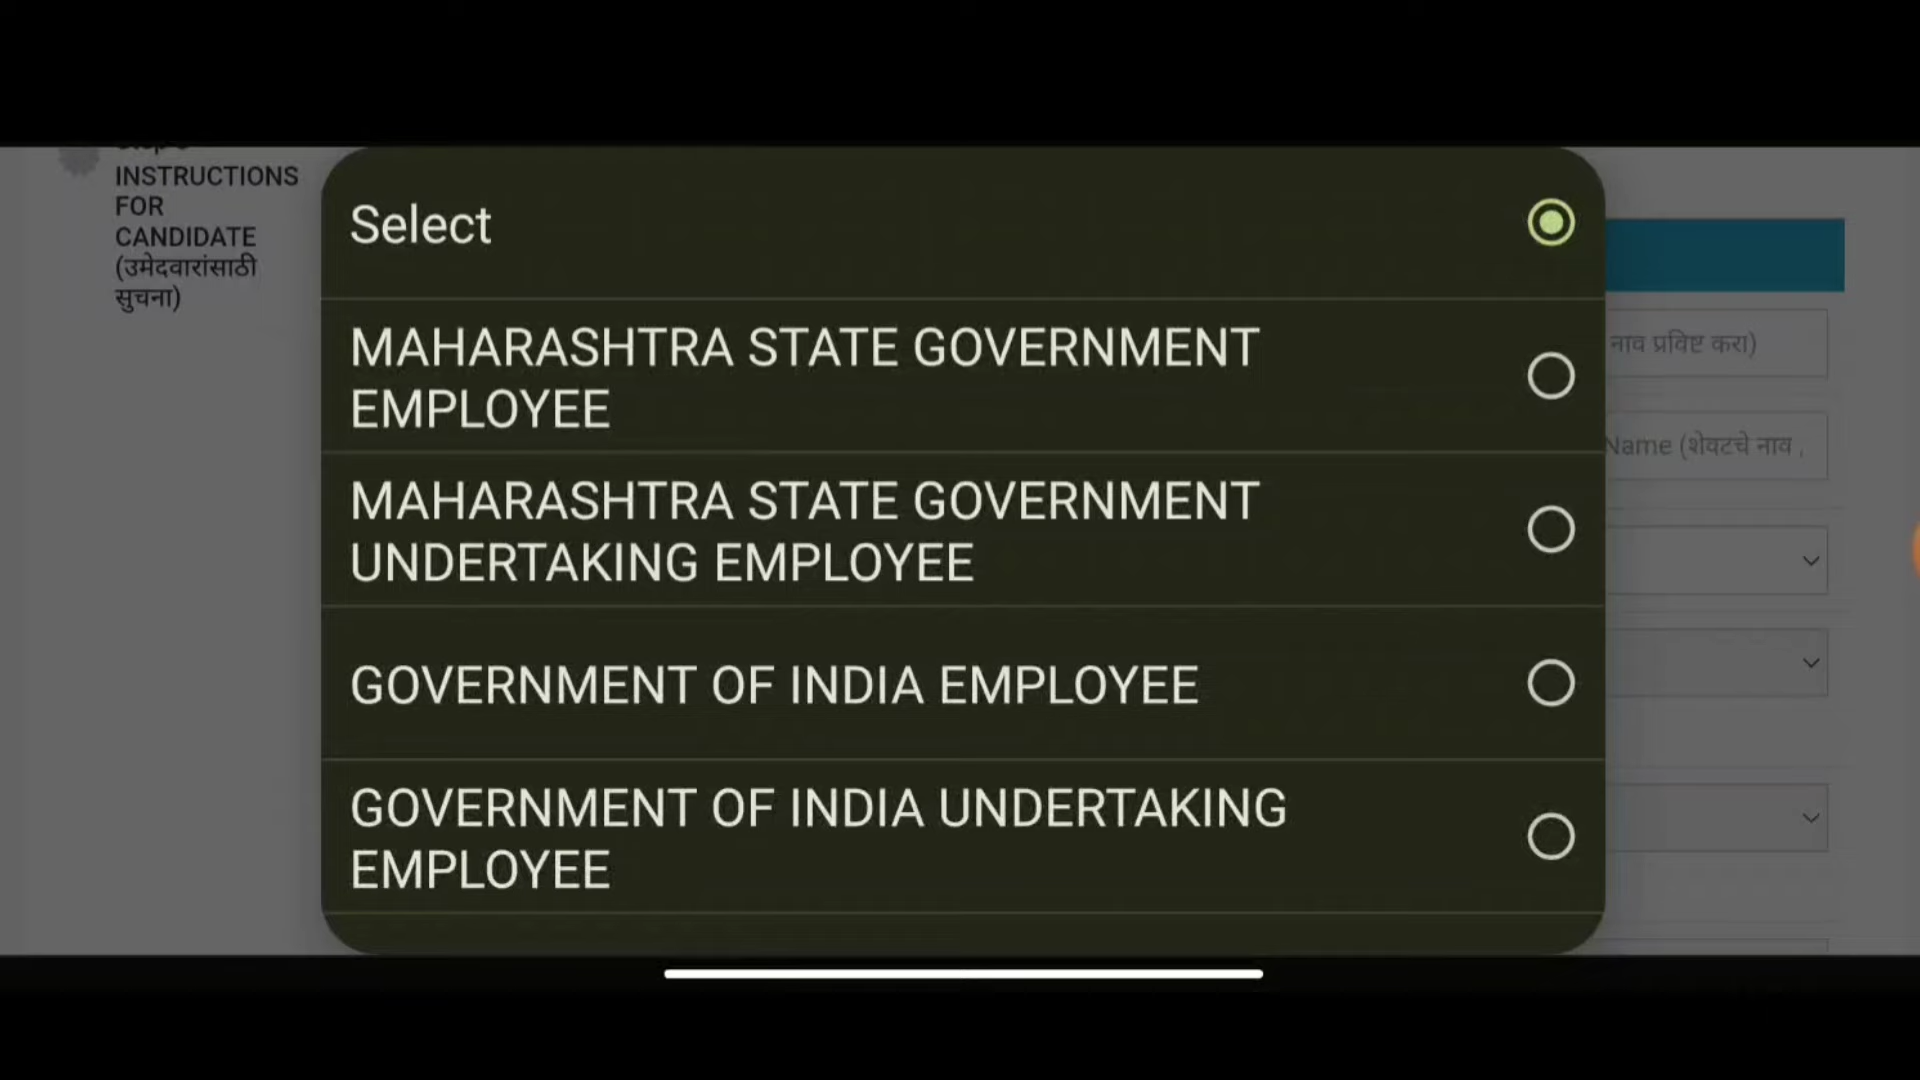 INSTRUCTIONS
FOR
CANDIDATE
(उमेदवारांसाठी
सुचना)
Select
MAHARASHTRA STATE GOVERNMENT
EMPLOYEE
MAHARASHTRA STATE GOVERNMENT
UNDERTAKING EMPLOYEE
GOVERNMENT OF INDIA EMPLOYEE
GOVERNMENT OF INDIA UNDERTAKING
EMPLOYEE
नाव प्रविष्ट करा)
Name (शेवटचे नाव ,